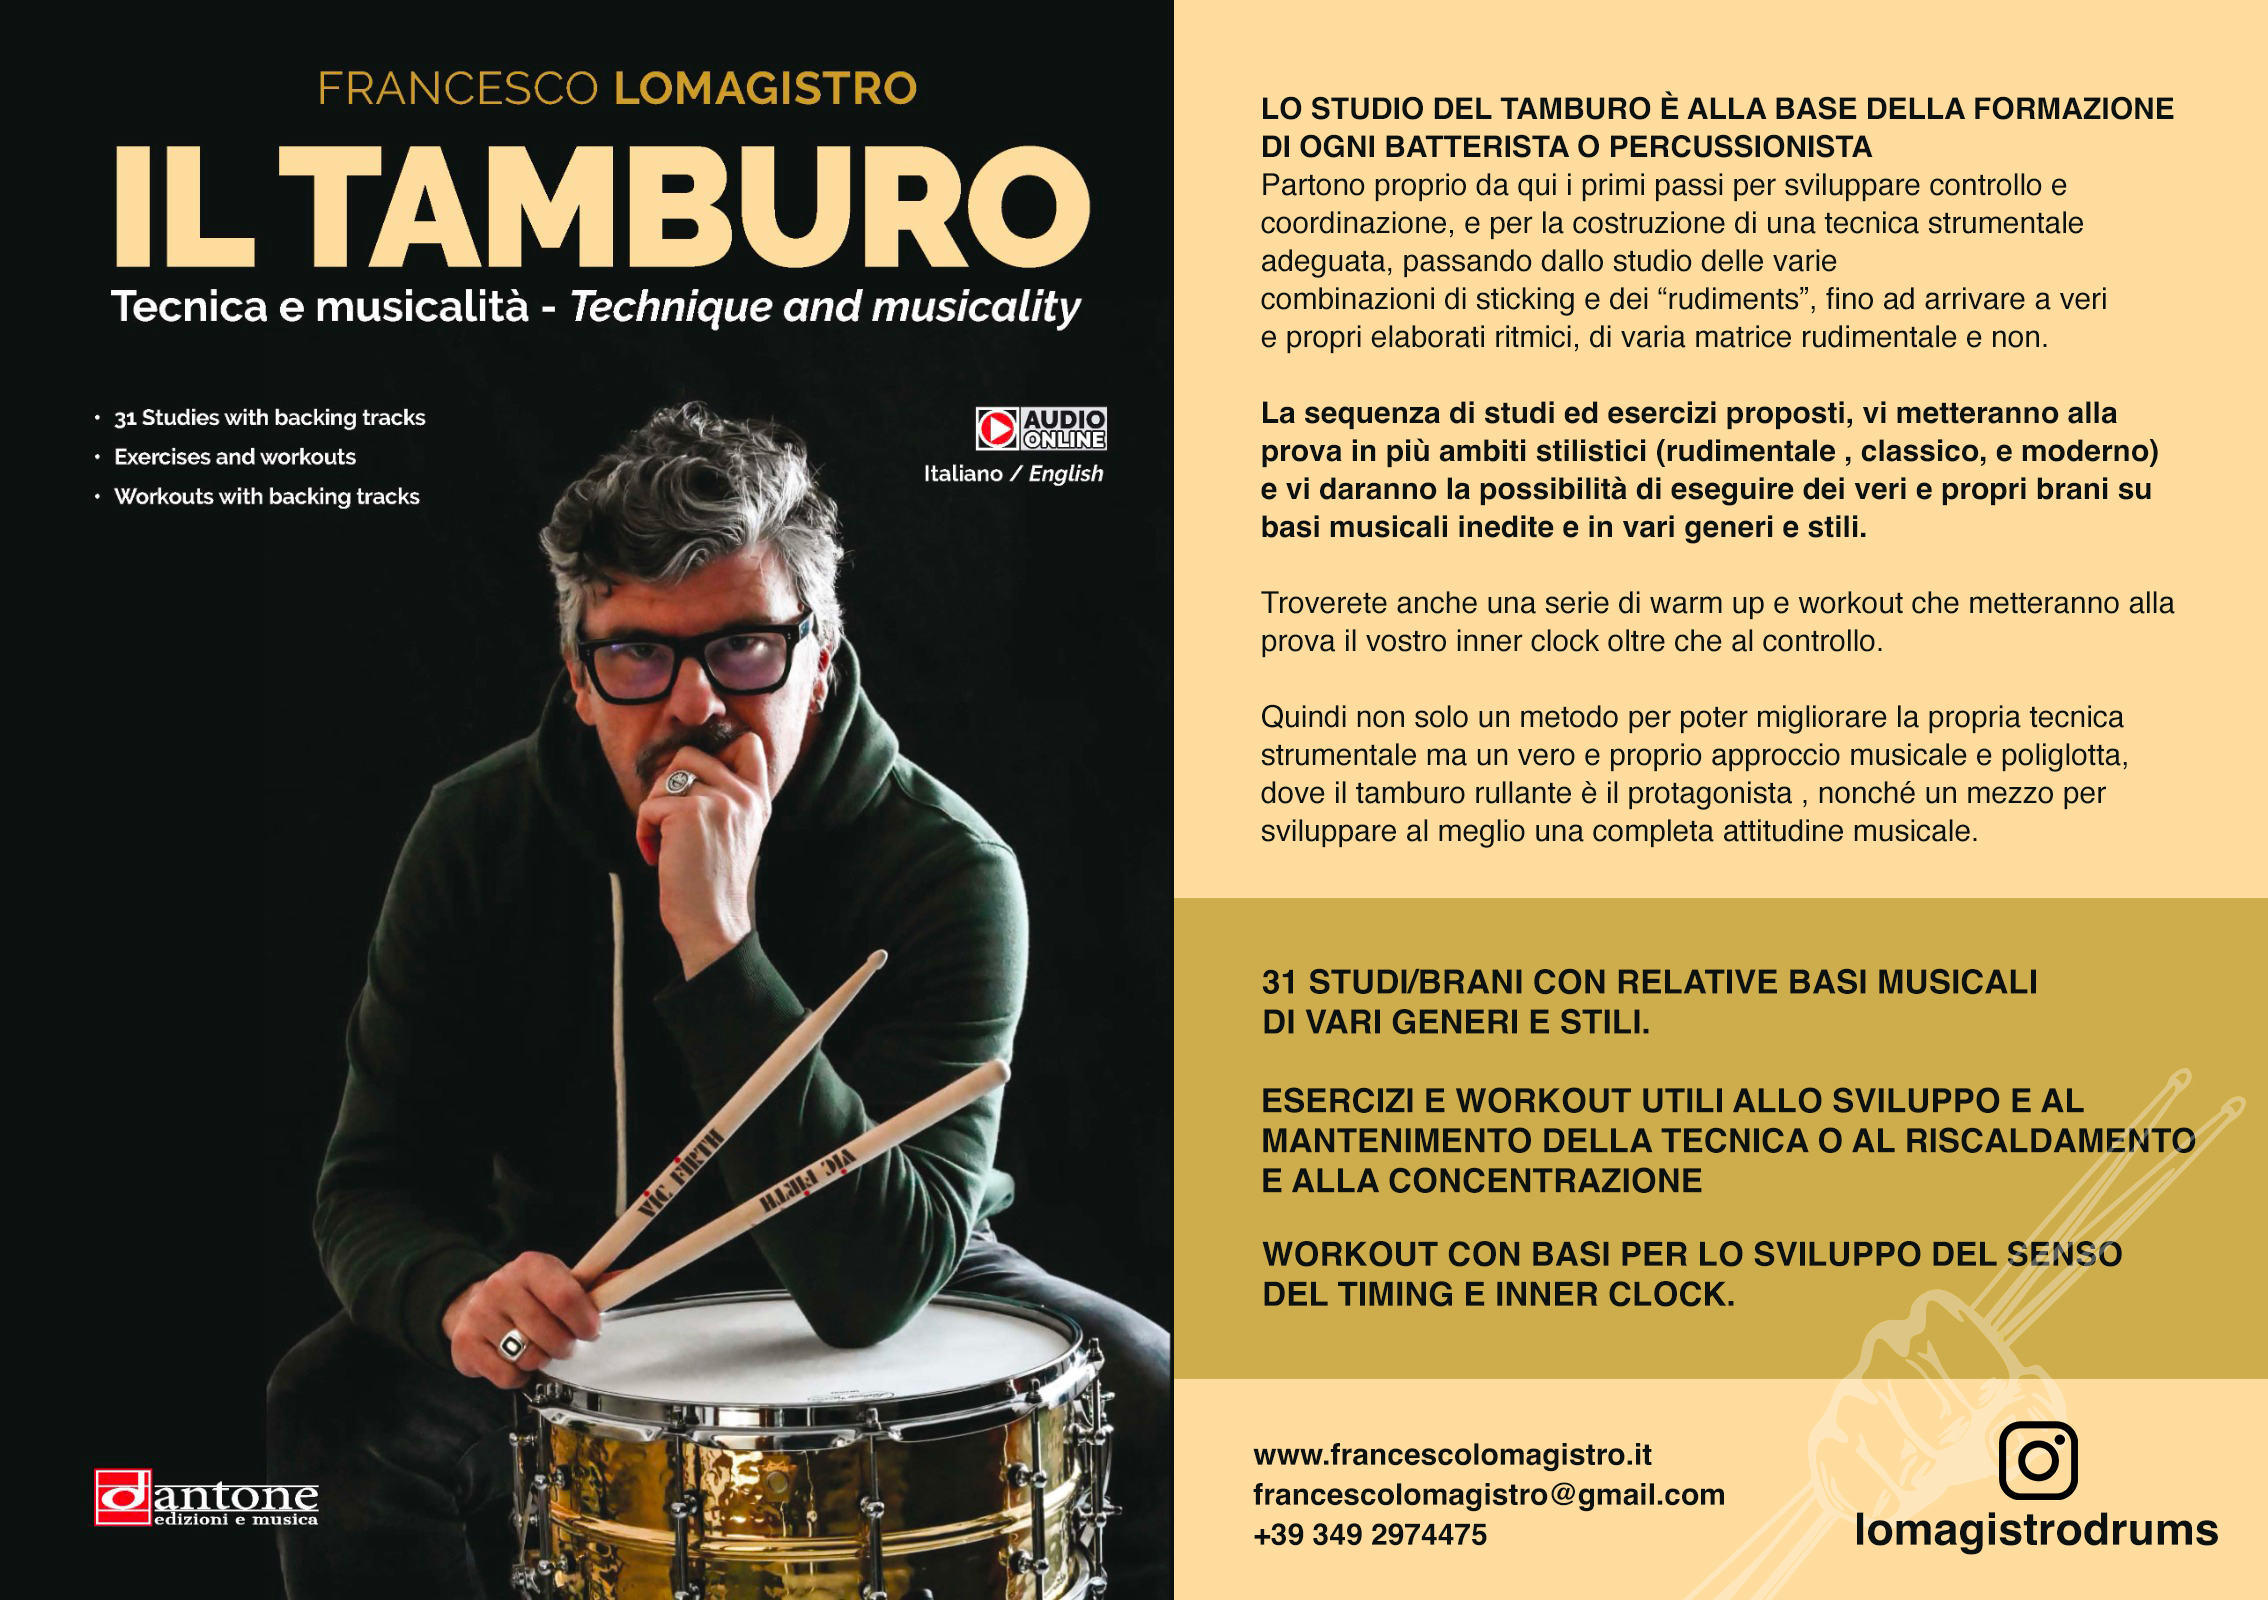 FRANCESCO LOMAGISTRO
IL TAMBURO
Tecnica e musicalità - Technique and musicality
• 31 Studies with backing tracks
• Exercises and workouts
• Workouts with backing tracks
AUDIO
ONLINE
Italiano / English
VIC FIRTH
VIC FIRTH
dantone
edizioni e musica
LO STUDIO DEL TAMBURO È ALLA BASE DELLA FORMAZIONE
DI OGNI BATTERISTA O PERCUSSIONISTA
Partono proprio da qui i primi passi per sviluppare controllo e
coordinazione, e per la costruzione di una tecnica strumentale
adeguata, passando dallo studio delle varie
combinazioni di sticking e dei “rudiments”, fino ad arrivare a veri
e propri elaborati ritmici, di varia matrice rudimentale e non.
La sequenza di studi ed esercizi proposti, vi metteranno alla
prova in più ambiti stilistici (rudimentale , classico, e moderno)
e vi daranno la possibilità di eseguire dei veri e propri brani su
basi musicali inedite e in vari generi e stili.
Troverete anche una serie di warm up e workout che metteranno alla
prova il vostro inner clock oltre che al controllo.
Quindi non solo un metodo per poter migliorare la propria tecnica
strumentale ma un vero e proprio approccio musicale e poliglotta,
dove il tamburo rullante è il protagonista , nonché un mezzo per
sviluppare al meglio una completa attitudine musicale.
31 STUDI/BRANI CON RELATIVE BASI MUSICALI
DI VARI GENERI E STILI.
ESERCIZI E WORKOUT UTILI ALLO SVILUPPO E AL
MANTENIMENTO DELLA TECNICA O AL RISCALDAMENTO
E ALLA CONCENTRAZIONE
WORKOUT CON BASI PER LO SVILUPPO DEL SENSO
DEL TIMING E INNER CLOCK.
www.francescolomagistro.it
francescolomagistro@gmail.com
+39 349 2974475
lomagistrodrums